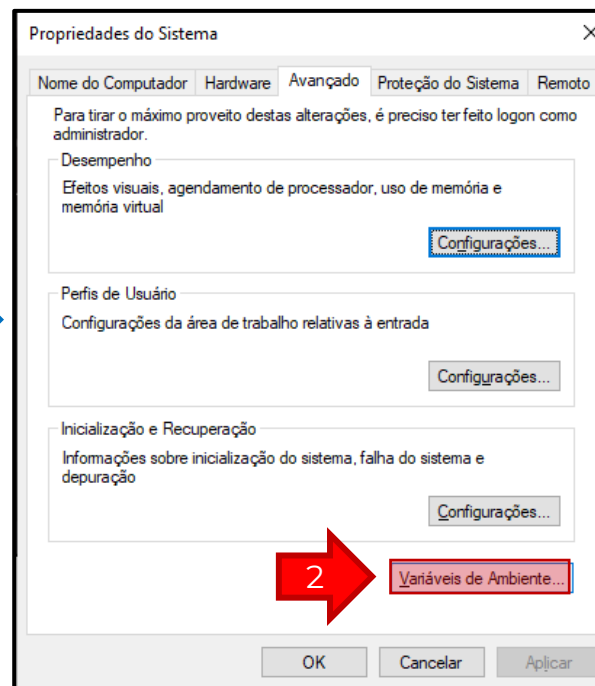 Propriedades do Sistema
Nome do Computador Hardware Avançado Proteção do Sistema Remoto
Para tirar o máximo proveito destas alterações, é preciso ter feito logon como
administrador.
Desempenho
Efeitos visuais, agendamento de processador, uso de memória e
memória virtual
Configurações...
Perfis de Usuário
Configurações da área de trabalho relativas à entrada
Configurações...
Inicialização e Recuperação
Informações sobre inicialização do sistema, falha do sistema e
depuração
Configurações...
2
Variáveis de Ambiente...
OK Cancelar Aplicar